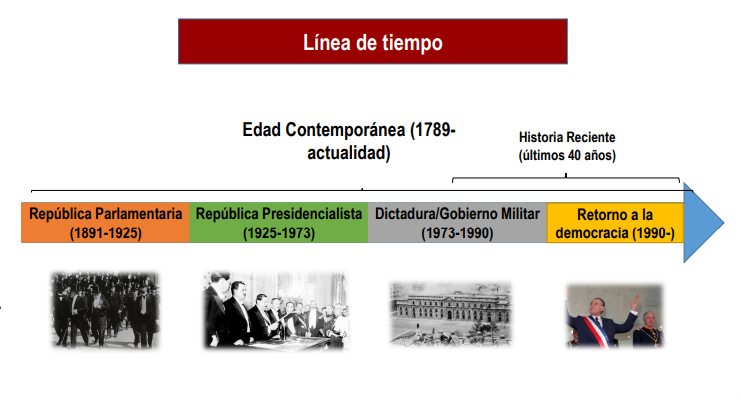 Línea de tiempo
Edad Contemporánea (1789-
actualidad)
Historia Reciente
(últimos 40 años)
República Parlamentaria
(1891-1925)
República Presidencialista
(1925-1973)
Dictadura/Gobierno Militar
(1973-1990)
Retorno a la
democracia (1990-)